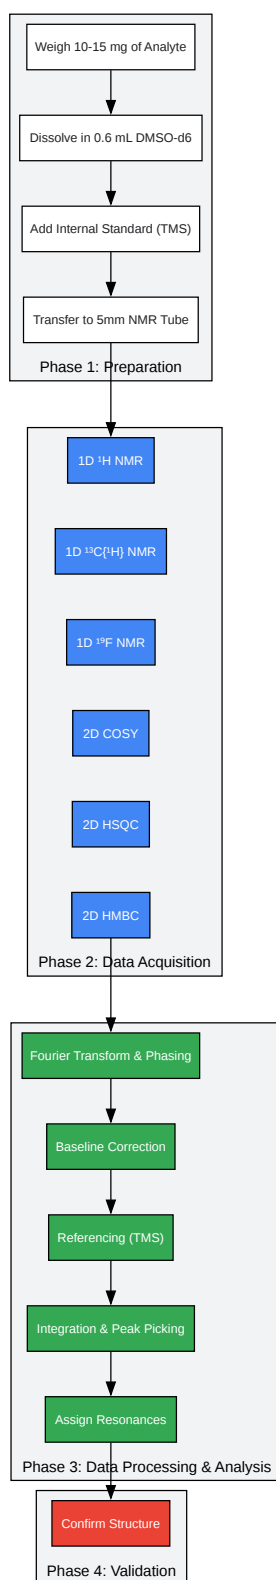 Weigh 10-15 mg of Analyte
Dissolve in 0.6 mL DMSO-d6
Add Internal Standard (TMS)
Transfer to 5mm NMR Tube
Phase 1: Preparation
1D ¹H NMR
1D ¹³C{¹H} NMR
1D ¹⁹F NMR
2D COSY
2D HSQC
2D HMBC
Phase 2: Data Acquisition
Fourier Transform & Phasing
Baseline Correction
Referencing (TMS)
Integration & Peak Picking
Assign Resonances
Phase 3: Data Processing & Analysis
Confirm Structure
Phase 4: Validation